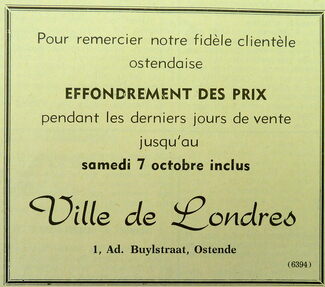 Pour remercier notre fidèle clientèle
ostendaise
EFFONDREMENT DES PRIX
pendant les derniers jours de vente
jusqu'au
samedi 7 octobre inclus
Ville de Londres
1, Ad. Buylstraat, Ostende
(6394)